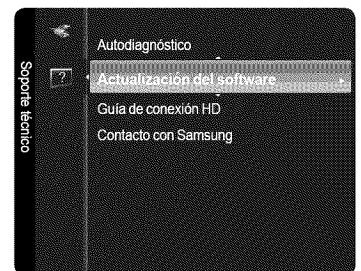 Soporte técnico
?
Autodiagnóstico
Actualización del software
Guía de conexión HD
Contacto con Samsung